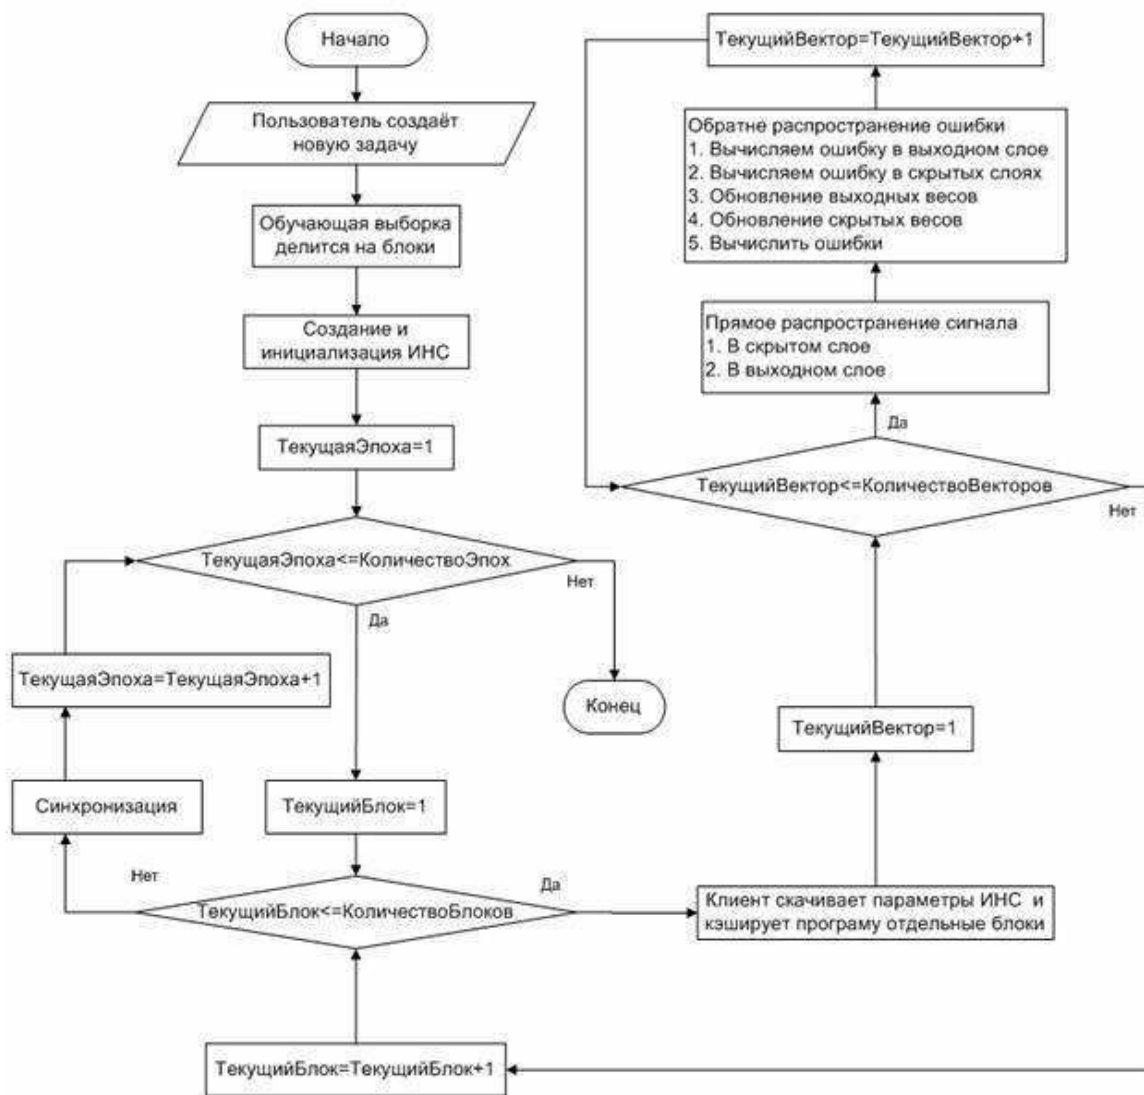 Начало
Пользователь создаёт
новую задачу
Обучающая выборка
делится на блоки
Создание и
инициализация ИНС
ТекущаяЭпоха=1
ТекущаяЭпоха<=КоличествоЭпох
Нет
Да
ТекущаяЭпоха=ТекущаяЭпоха+1
Конец
Синхронизация
ТекущийБлок=1
Нет
Да
ТекущийБлок<=КоличествоБлоков
ТекущийБлок=ТекущийБлок+1
ТекущийВектор=ТекущийВектор+1
Обратне распространение ошибки
1. Вычисляем ошибку в выходном слое
2. Вычисляем ошибку в скрытых слоях
3. Обновление выходных весов
4. Обновление скрытых весов
5. Вычислить ошибки
Прямое распространение сигнала
1. В скрытом слое
2. В выходном слое
Да
ТекущийВектор<=КоличествоВекторов
Нет
ТекущийВектор=1
Клиент скачивает параметры ИНС и
кэширует програму отдельные блоки